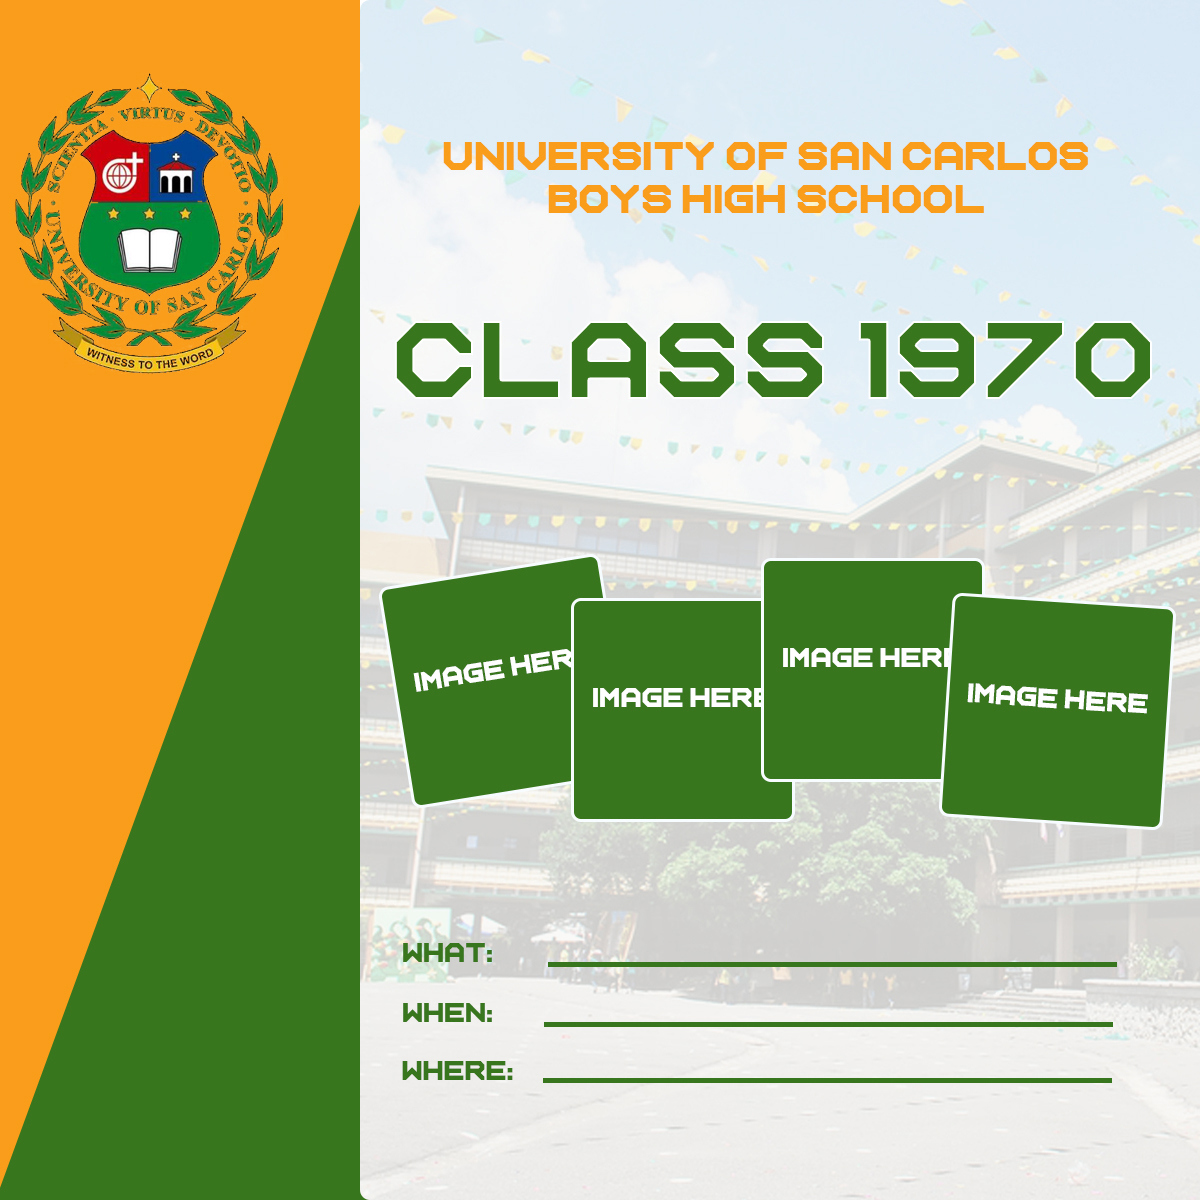 SCIENTIA · VIRTUS · DEVOTIO
· UNIVERSITY OF SAN CARLOS ·
WITNESS TO THE WORD
UNIVERSITY OF SAN CARLOS
BOYS HIGH SCHOOL
CLASS 1970
IMAGE HER
IMAGE HERE
IMAGE HERE
IMAGE HERE
WHAT:
WHEN:
WHERE: